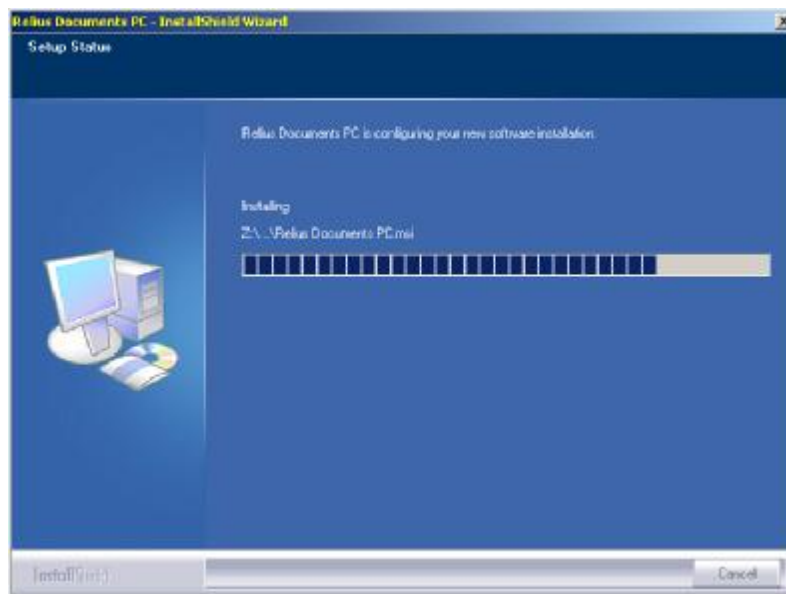 Relius Documents PC - InstallShield Wizard
Setup Status
Relius Documents PC is configuring your new software installation.
Installing
Z:\...\Relius Documents PC.msi
InstallShield
Cancel